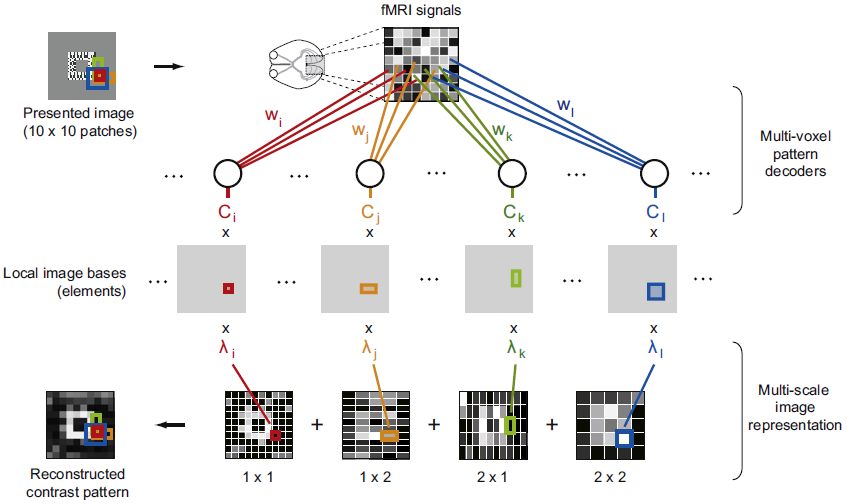 fMRI signals
Presented image
(10 x 10 patches)
w i
w j
w k
w l
Multi-voxel
pattern
decoders
... ... ... ... ...
C i C j C k C l
x x x x
Local image bases
(elements)
... ... ... ... ...
x x x x
λ i λ j λ k λ l
Multi-scale
image
representation
+ + +
Reconstructed
contrast pattern
1 x 1 1 x 2 2 x 1 2 x 2